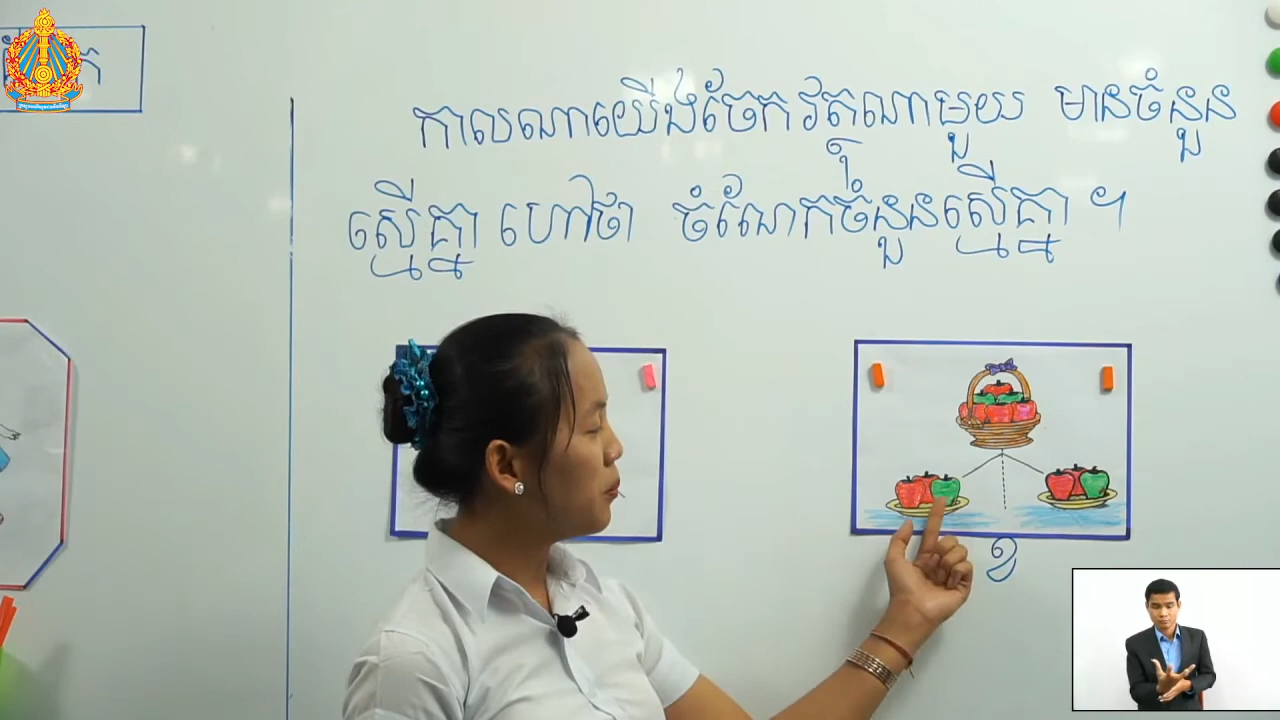 កាលណាយើងចែកវត្ថុណាមួយ មានចំនួន
ស្មើគ្នា ហៅថា ចំណែកចំនួនស្មើគ្នា ។
ខ